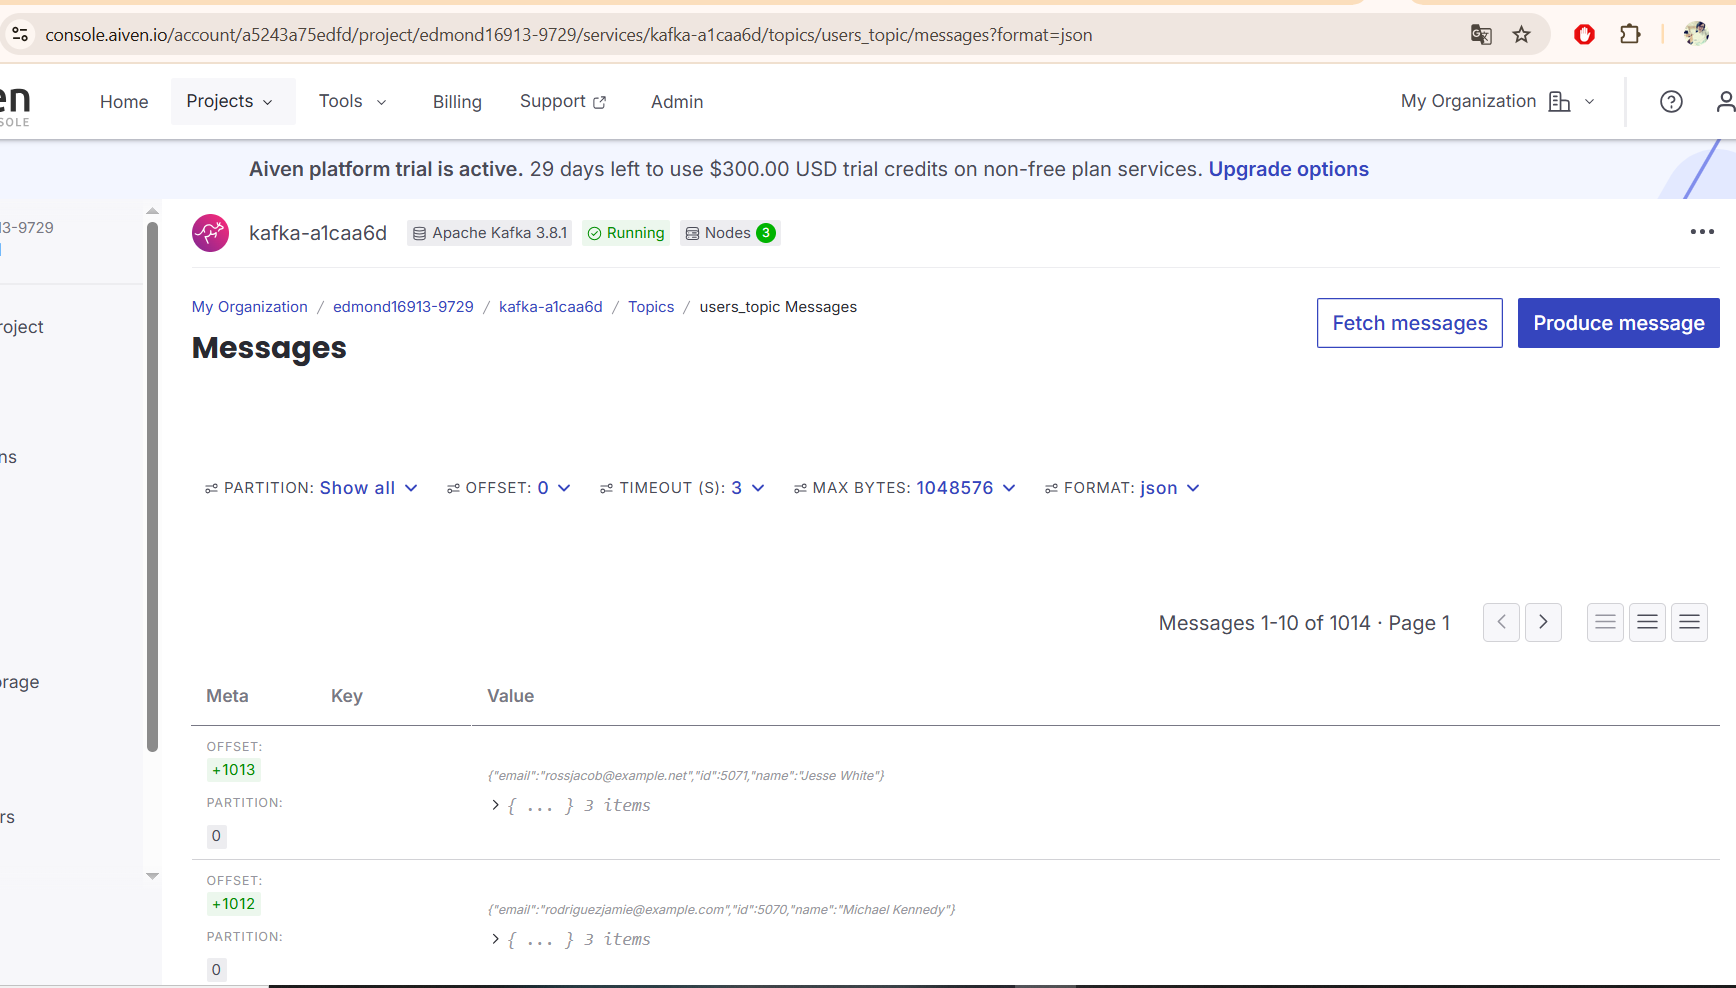 console.aiven.io/account/a5243a75edfd/project/edmond16913-9729/services/kafka-a1caa6d/topics/users_topic/messages?format=json
en
SOLE
Home Projects Tools Billing Support Admin My Organization
Aiven platform trial is active. 29 days left to use $300.00 USD trial credits on non-free plan services. Upgrade options
13-9729
roject
ns
orage
rs
kafka-a1caa6d Apache Kafka 3.8.1 Running Nodes 3
My Organization / edmond16913-9729 / kafka-a1caa6d / Topics / users_topic Messages
Fetch messages Produce message
Messages
PARTITION: Show all OFFSET: 0 TIMEOUT (S): 3 MAX BYTES: 1048576 FORMAT: json
Messages 1-10 of 1014 · Page 1
Meta Key Value
OFFSET:
+1013
{"email":"rossjacob@example.net","id":5071,"name":"Jesse White"}
PARTITION:
{ ... } 3 items
0
OFFSET:
+1012
{"email":"rodriguezjamie@example.com","id":5070,"name":"Michael Kennedy"}
PARTITION:
{ ... } 3 items
0